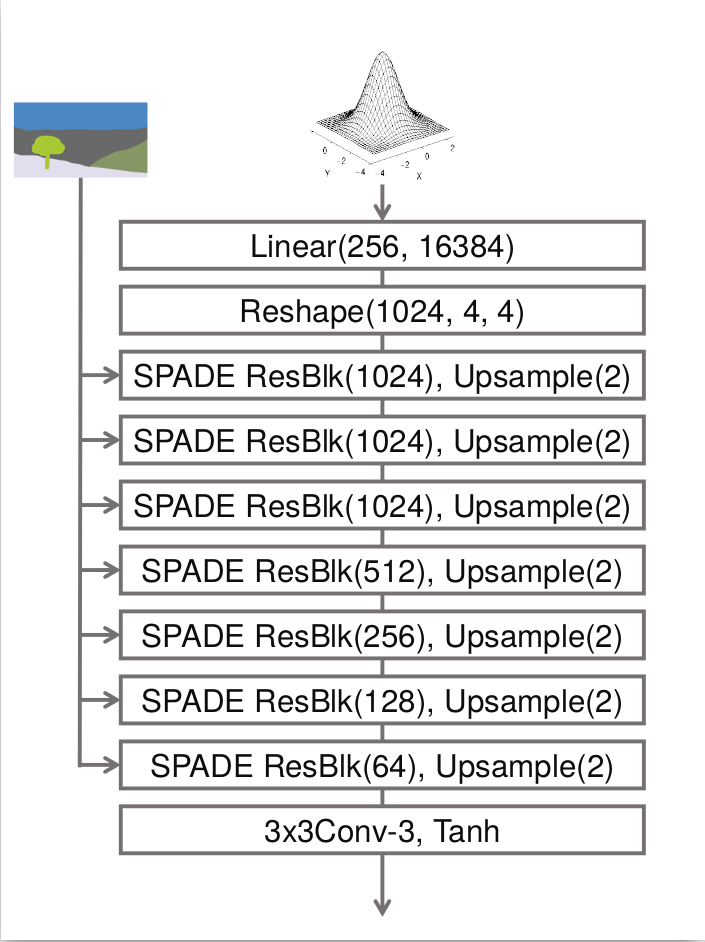 0
-2
-4
Y
-4
-2
0
2
X
Linear(256, 16384)
Reshape(1024, 4, 4)
SPADE ResBlk(1024), Upsample(2)
SPADE ResBlk(1024), Upsample(2)
SPADE ResBlk(1024), Upsample(2)
SPADE ResBlk(512), Upsample(2)
SPADE ResBlk(256), Upsample(2)
SPADE ResBlk(128), Upsample(2)
SPADE ResBlk(64), Upsample(2)
3x3Conv-3, Tanh